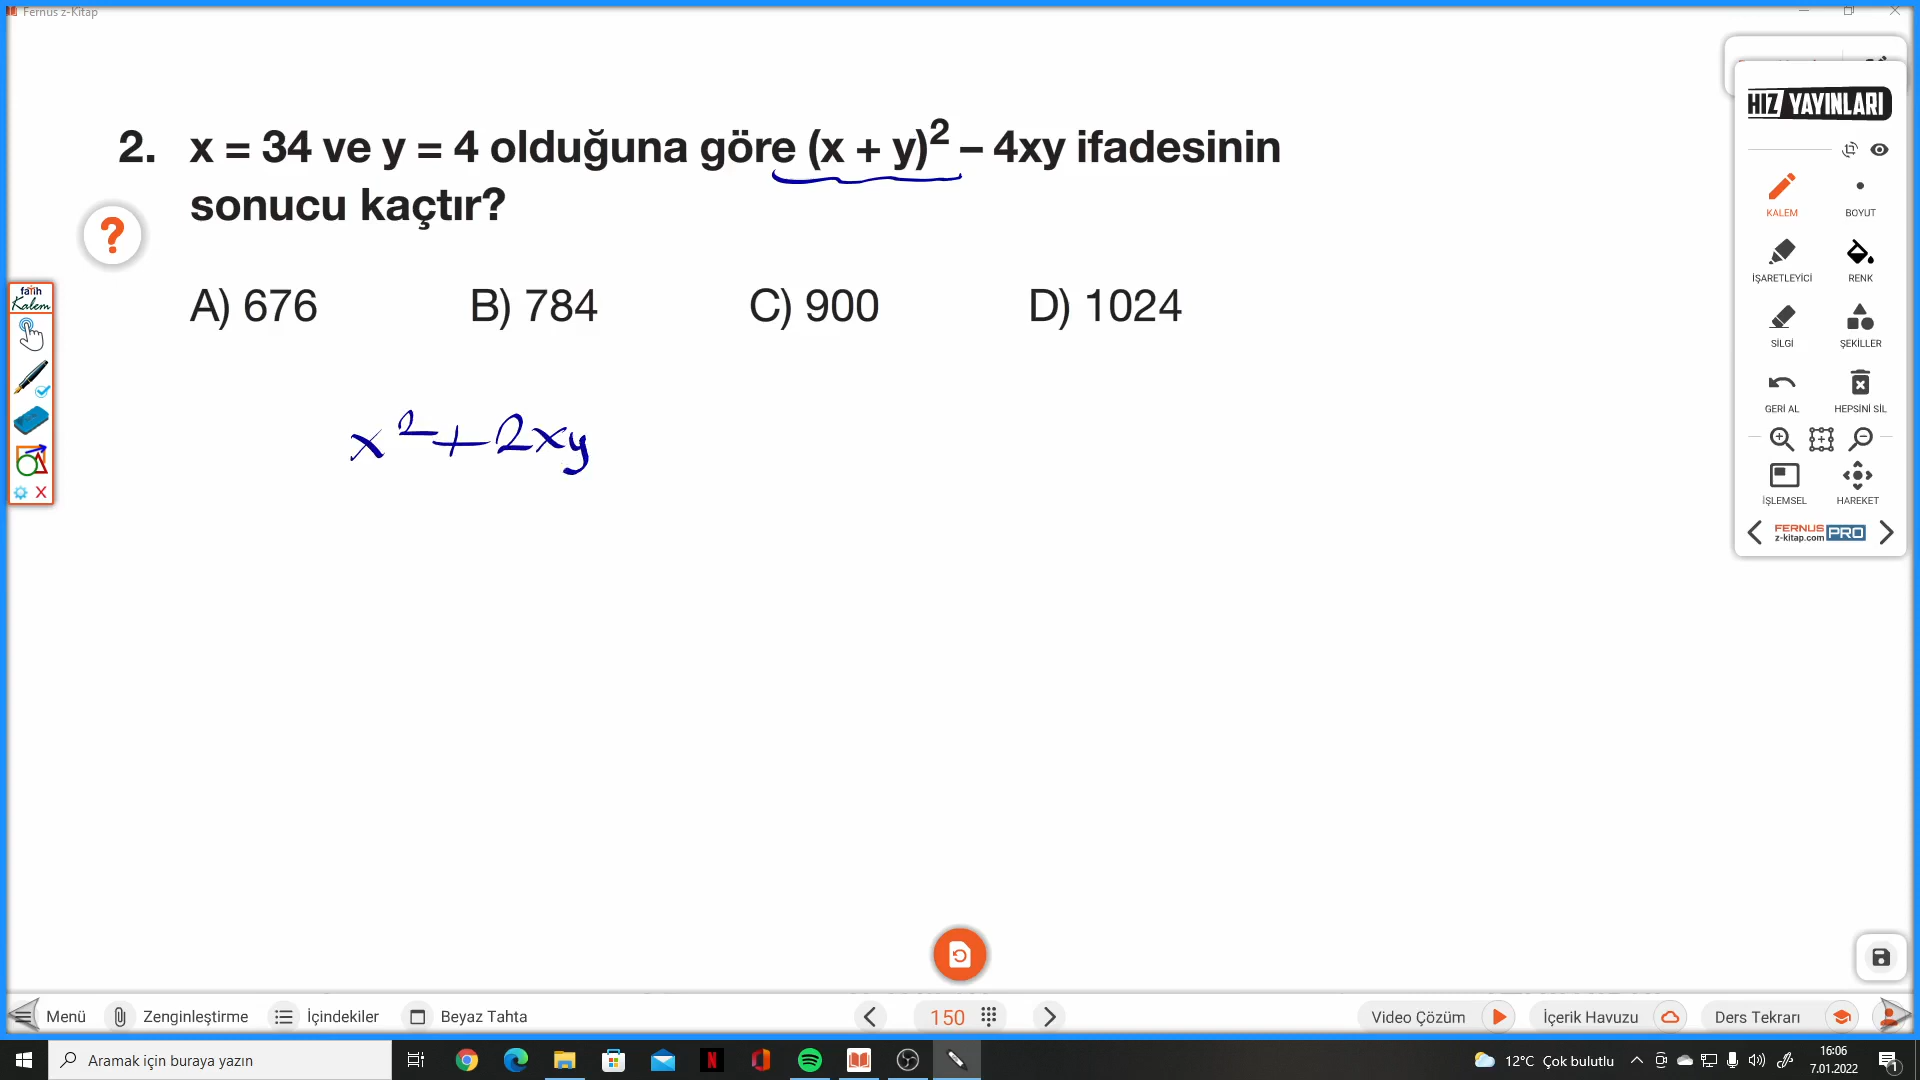 Fernus z-Kitap
2. x = 34 ve y = 4 olduğuna göre (x + y)² – 4xy ifadesinin
sonucu kaçtır?
?
A) 676 B) 784 C) 900 D) 1024
x² + 2xy
fatih
Kalem
HIZ YAYINLARI
KALEM BOYUT
İŞARETLEYİCİ RENK
SİLGİ ŞEKİLLER
GERİ AL HEPSİNİ SİL
İŞLEMSEL HAREKET
FERNUS
z-kitap.com PRO
Menü Zenginleştirme İçindekiler Beyaz Tahta 150 Video Çözüm İçerik Havuzu Ders Tekrarı
Aramak için buraya yazın
12°C Çok bulutlu
16:06
7.01.2022
1